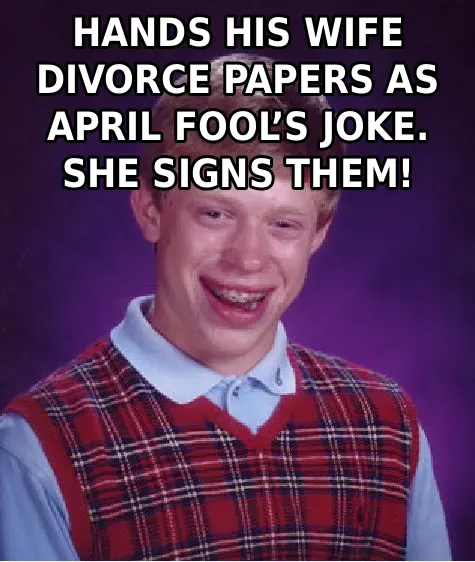 HANDS HIS WIFE
DIVORCE PAPERS AS
APRIL FOOL’S JOKE.
SHE SIGNS THEM!